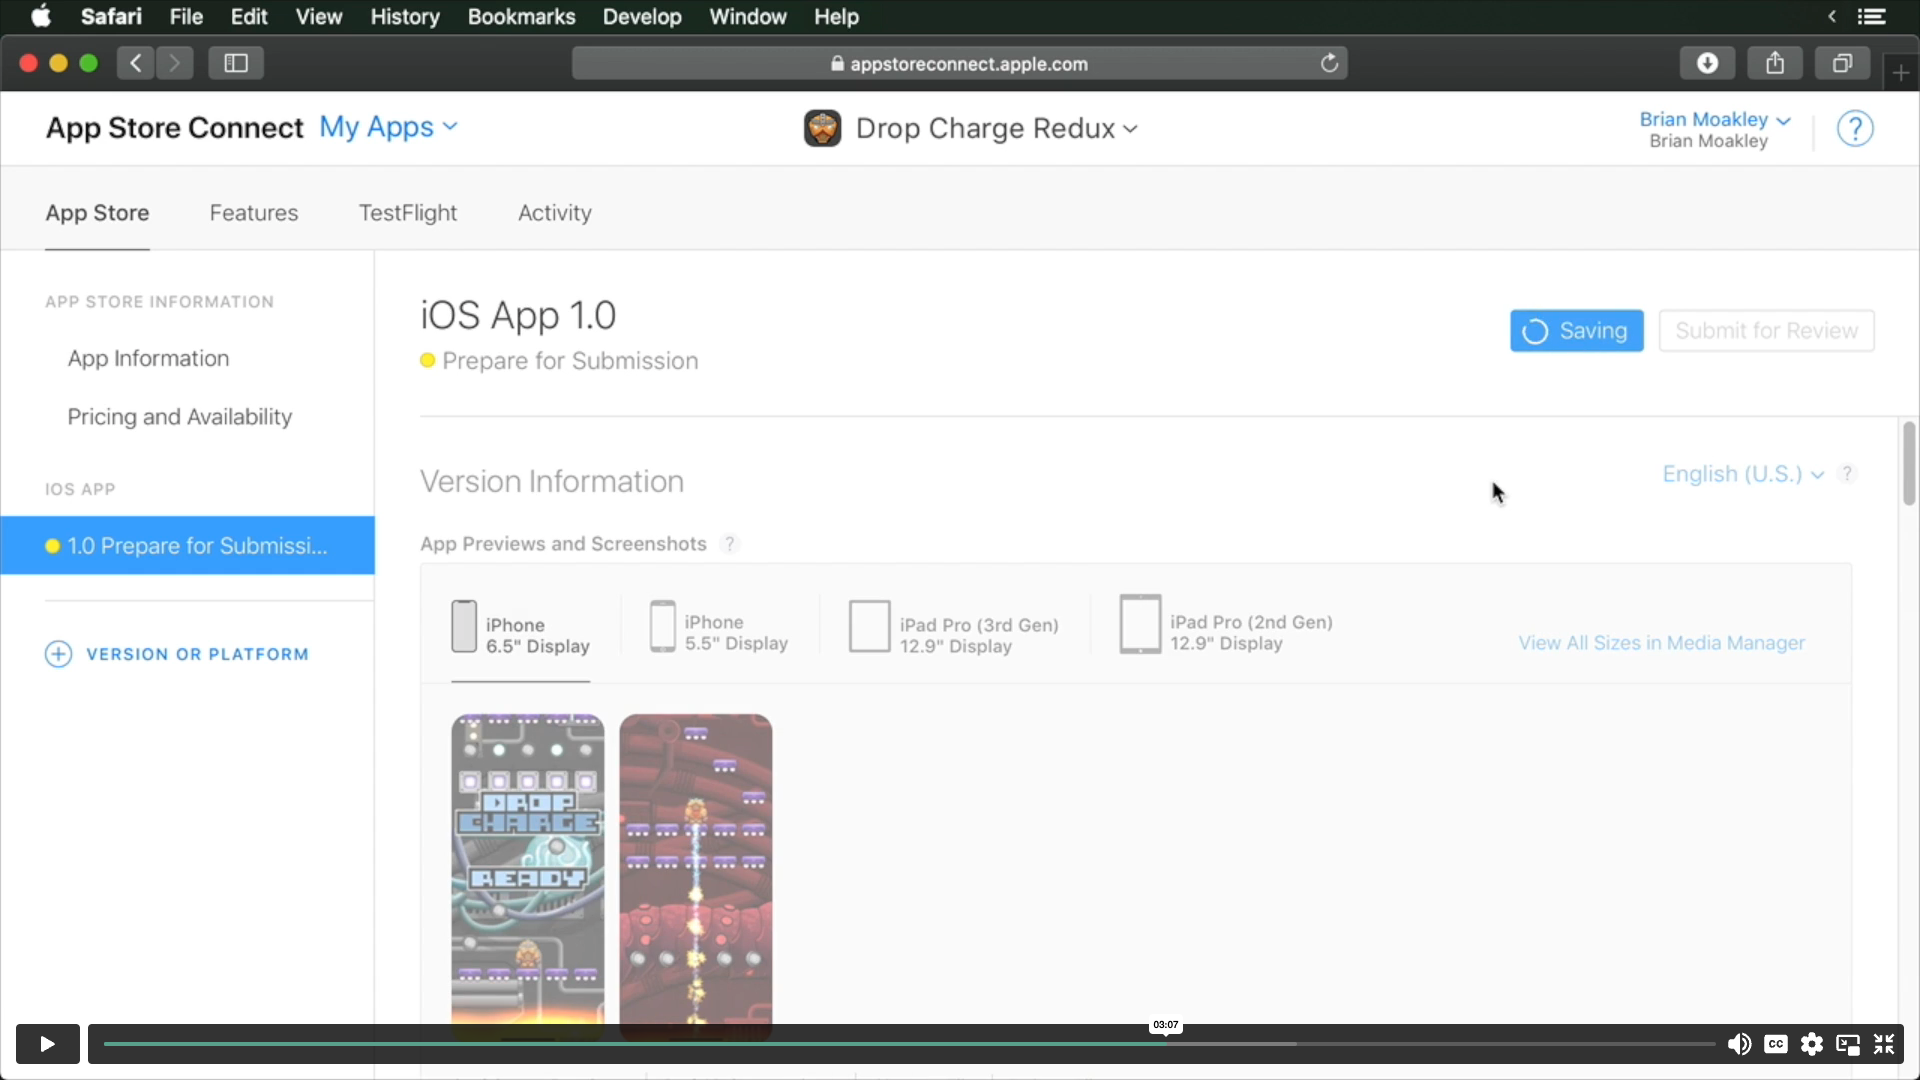 Safari File Edit View History Bookmarks Develop Window Help
appstoreconnect.apple.com
App Store Connect My Apps
Drop Charge Redux
Brian Moakley
Brian Moakley
?
App Store Features TestFlight Activity
APP STORE INFORMATION
App Information
Pricing and Availability
IOS APP
1.0 Prepare for Submissi...
VERSION OR PLATFORM
iOS App 1.0
Prepare for Submission
Saving
Submit for Review
Version Information
English (U.S.) ?
App Previews and Screenshots ?
iPhone
6.5" Display
iPhone
5.5" Display
iPad Pro (3rd Gen)
12.9" Display
iPad Pro (2nd Gen)
12.9" Display
View All Sizes in Media Manager
DROP
CHARGE
READY
03:07
CC